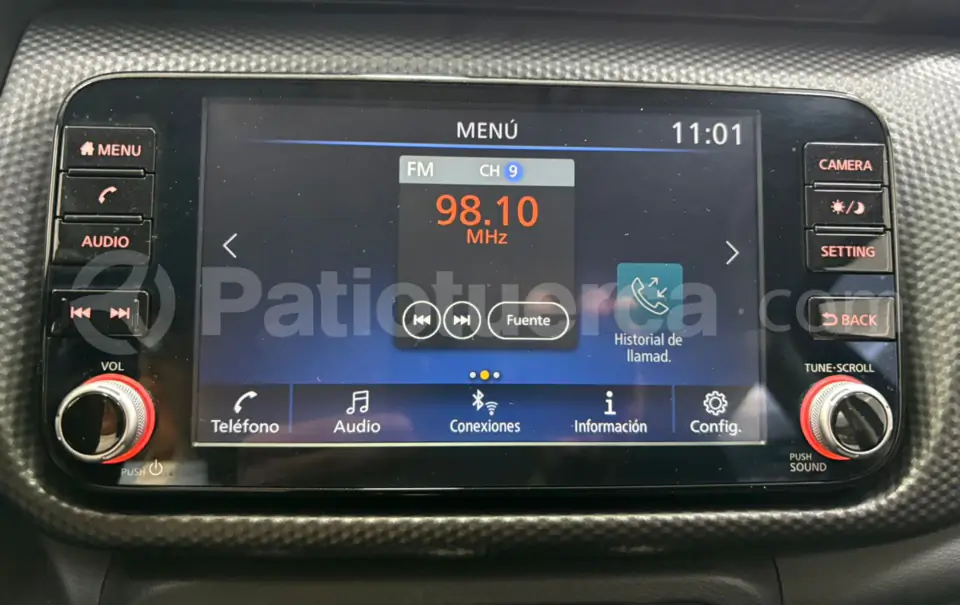 MENÚ
11:01
MENU
AUDIO
VOL
PUSH
FM CH 9
98.10
MHz
Fuente
Historial de
llamad.
Teléfono
Audio
Conexiones
Información
Config.
CAMERA
SETTING
BACK
TUNE·SCROLL
PUSH
SOUND
Patiotuerca.com